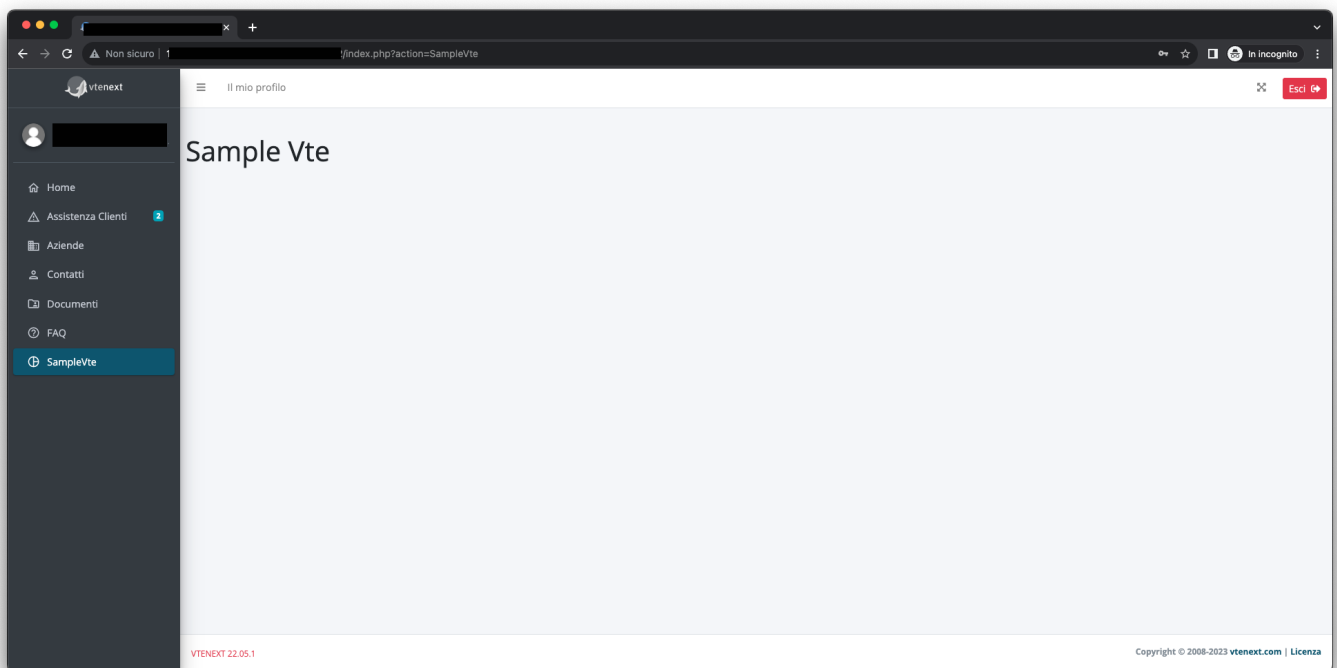 Non sicuro | 1 /index.php?action=SampleVte
In incognito
vtenext
Il mio profilo
Esci
Sample Vte
Home
Assistenza Clienti 2
Aziende
Contatti
Documenti
FAQ
SampleVte
VTENEXT 22.05.1
Copyright © 2008-2023 vtenext.com | Licenza